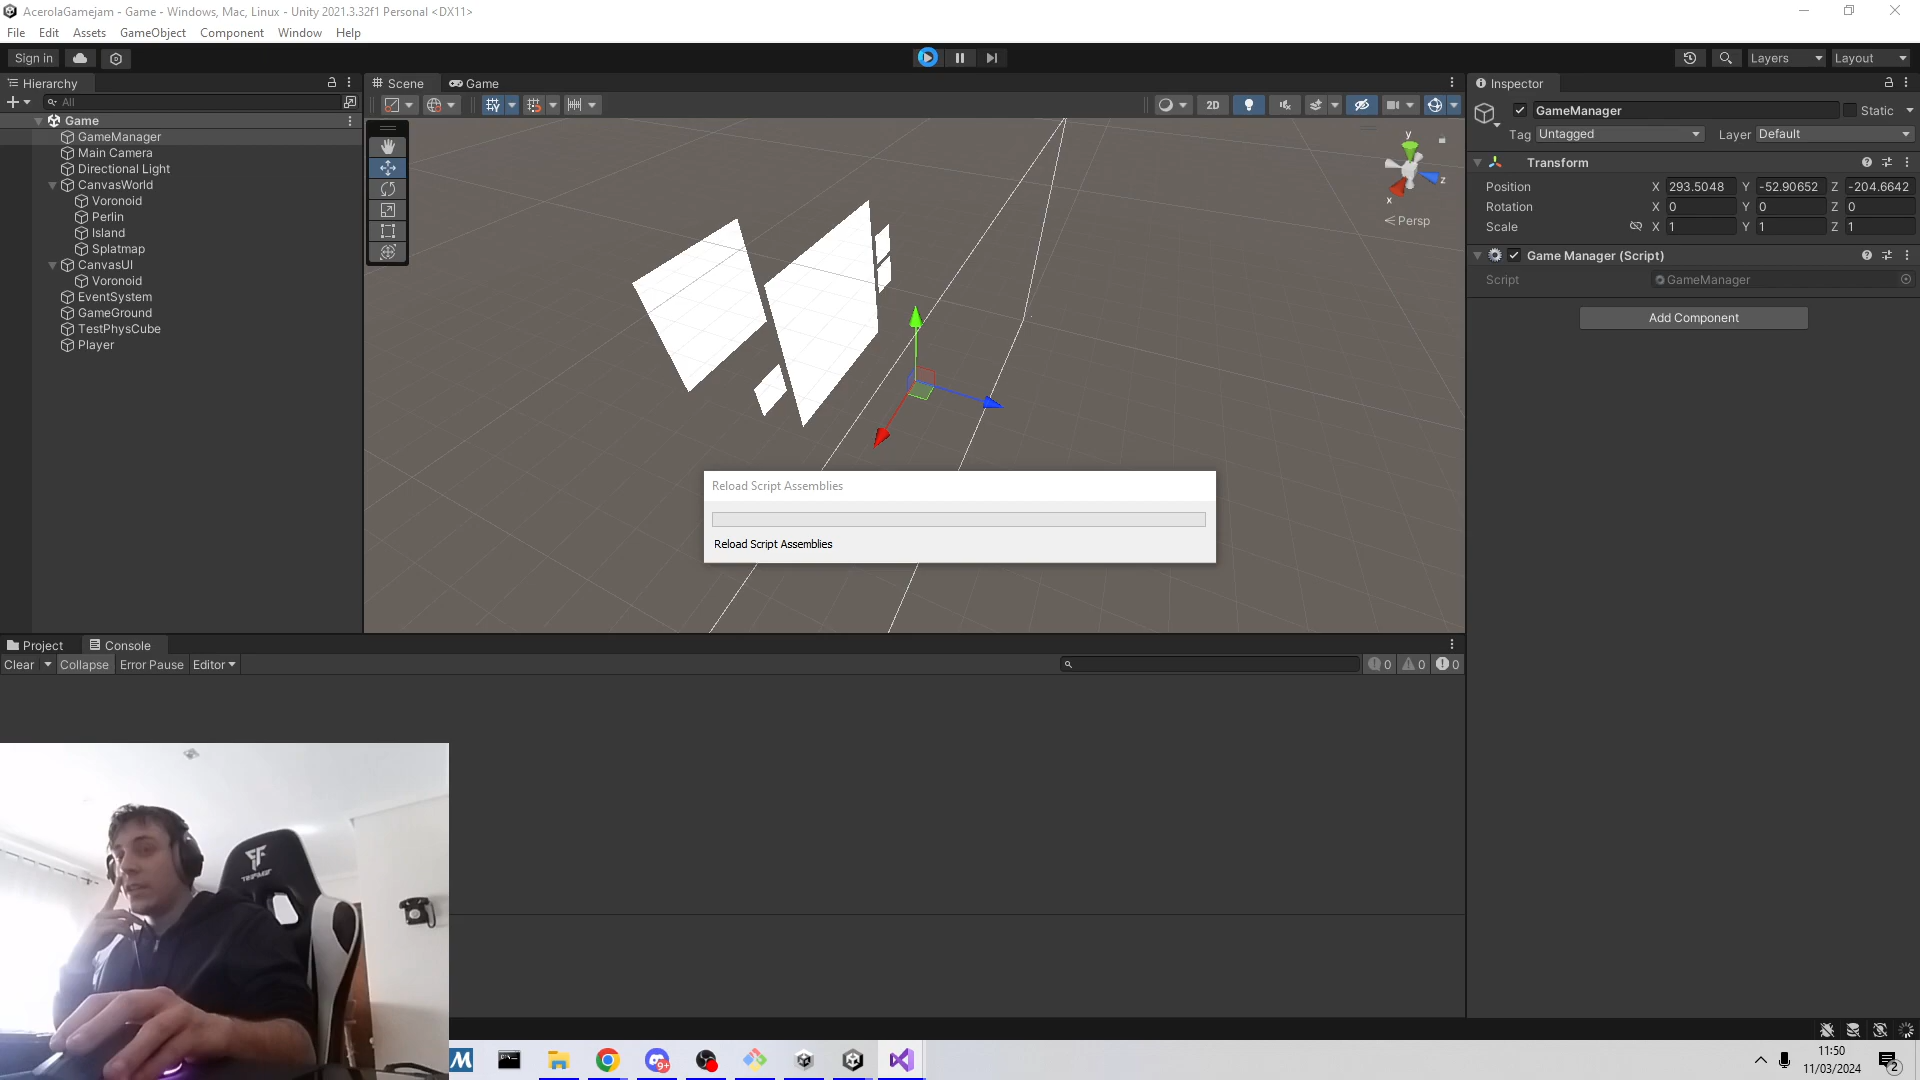 AcerolaGamejam - Game - Windows, Mac, Linux - Unity 2021.3.32f1 Personal <DX11>
File Edit Assets GameObject Component Window Help
Sign in
Layers
Layout
Hierarchy
All
Game
GameManager
Main Camera
Directional Light
CanvasWorld
Voronoid
Perlin
Island
Splatmap
CanvasUI
Voronoid
EventSystem
GameGround
TestPhysCube
Player
Scene
Game
2D
y
z
x
Persp
Reload Script Assemblies
Reload Script Assemblies
Inspector
GameManager
Static
Tag Untagged Layer Default
Transform
Position X 293.5048 Y -52.90652 Z -204.6642
Rotation X 0 Y 0 Z 0
Scale X 1 Y 1 Z 1
Game Manager (Script)
Script GameManager
Add Component
Project
Console
Clear Collapse Error Pause Editor
0 0 0
9+
11:50
11/03/2024
2